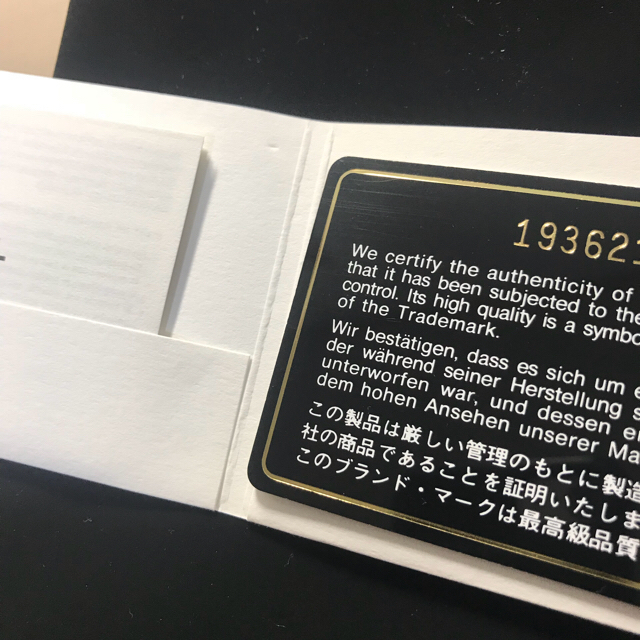 193621
We certify the authenticity of
that it has been subjected to the
control. Its high quality is a symbo
of the Trademark.
Wir bestätigen, dass es sich um e
der während seiner Herstellung s
unterworfen war, und dessen e
dem hohen Ansehen unserer Ma
この製品は厳しい管理のもとに製造
社の商品であることを証明いたしま
このブランド・マークは最高級品質